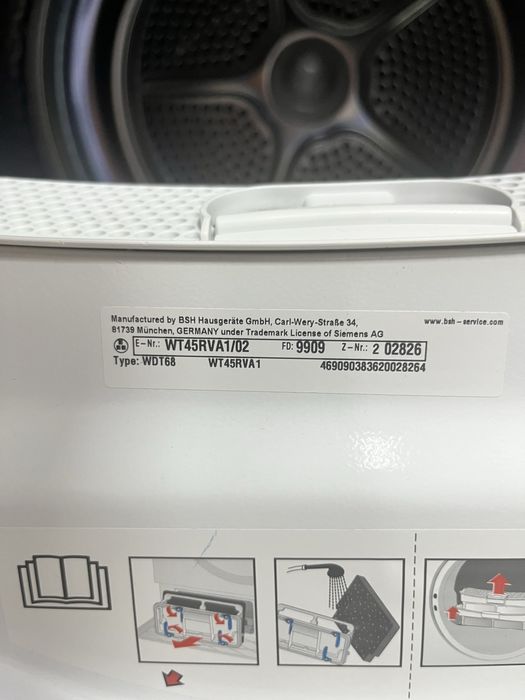 Manufactured by BSH Hausgeräte GmbH, Carl-Wery-Straße 34,
81739 München, GERMANY under Trademark License of Siemens AG
www.bsh-service.com
E-Nr.: WT45RVA1/02 FD: 9909 Z-Nr.: 2 02826
Type: WDT68 WT45RVA1 469090383620028264